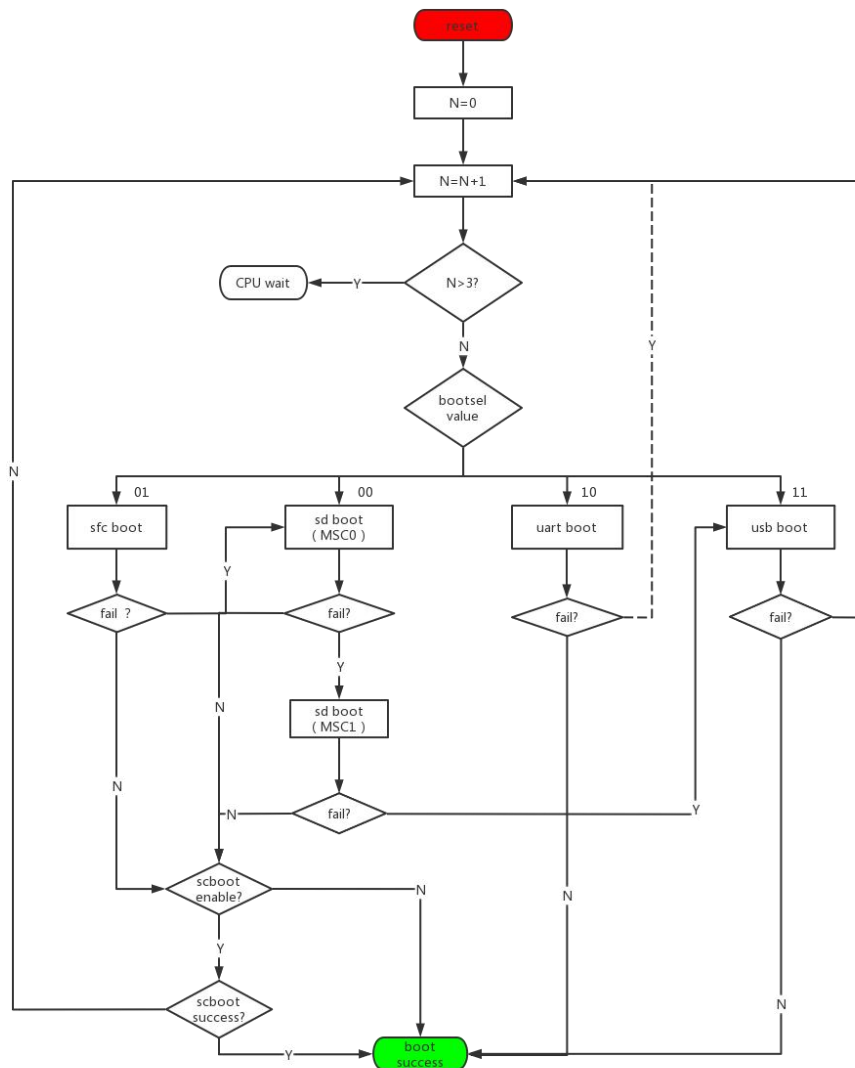 reset
N=0
N=N+1
CPU wait
Y
N>3?
N
Y
bootsel
value
N
01
00
10
11
sfc boot
sd boot
( MSC0 )
uart boot
usb boot
Y
fail ?
fail?
fail?
fail?
Y
N
sd boot
( MSC1 )
N
N
fail?
Y
scboot
enable?
N
N
Y
scboot
success?
N
Y
boot
success